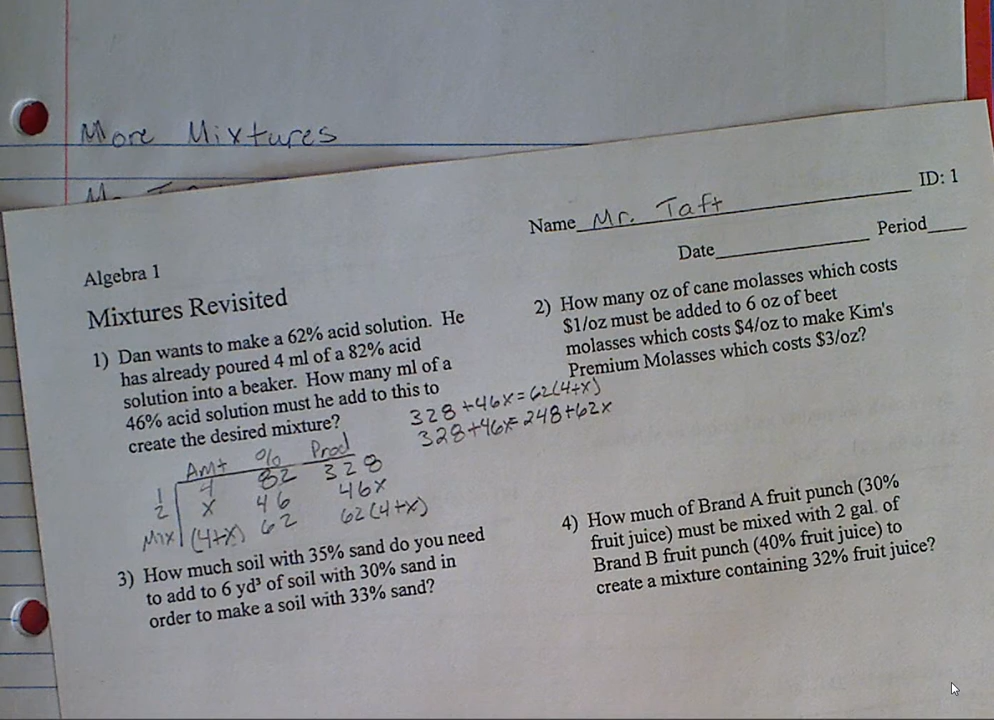 More Mixtures
ID: 1
Name Mr. Taft
Date Period
Algebra 1
Mixtures Revisited
1) Dan wants to make a 62% acid solution. He
has already poured 4 ml of a 82% acid
solution into a beaker. How many ml of a
46% acid solution must he add to this to
create the desired mixture?
Amt % Prod
1 4 82 328
2 x 46 46x
Mix (4+x) 62 62(4+x)
328+46x=62(4+x)
328+46x=248+62x
2) How many oz of cane molasses which costs
$1/oz must be added to 6 oz of beet
molasses which costs $4/oz to make Kim's
Premium Molasses which costs $3/oz?
3) How much soil with 35% sand do you need
to add to 6 yd³ of soil with 30% sand in
order to make a soil with 33% sand?
4) How much of Brand A fruit punch (30%
fruit juice) must be mixed with 2 gal. of
Brand B fruit punch (40% fruit juice) to
create a mixture containing 32% fruit juice?